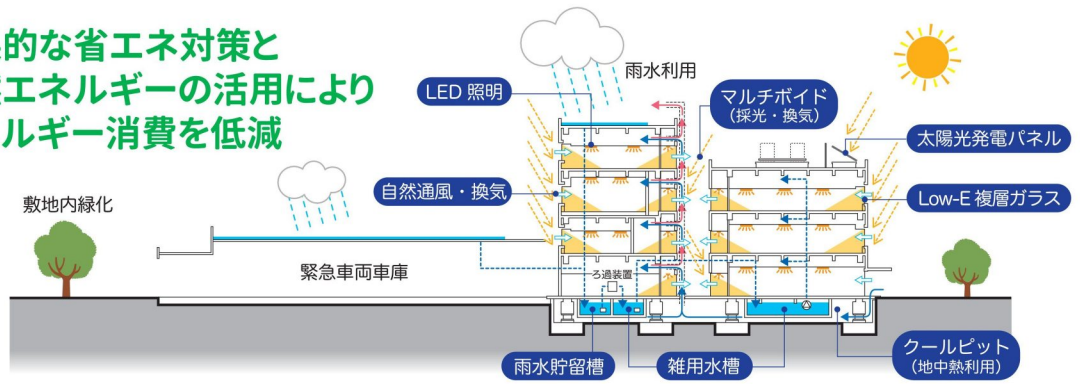 的な省エネ対策と
エネルギーの活用により
ルギー消費を低減
雨水利用
LED 照明
マルチボイド
（採光・換気）
太陽光発電パネル
自然通風・換気
Low-E 複層ガラス
敷地内緑化
緊急車両車庫
ろ過装置
雨水貯留槽
雑用水槽
クールピット
（地中熱利用）